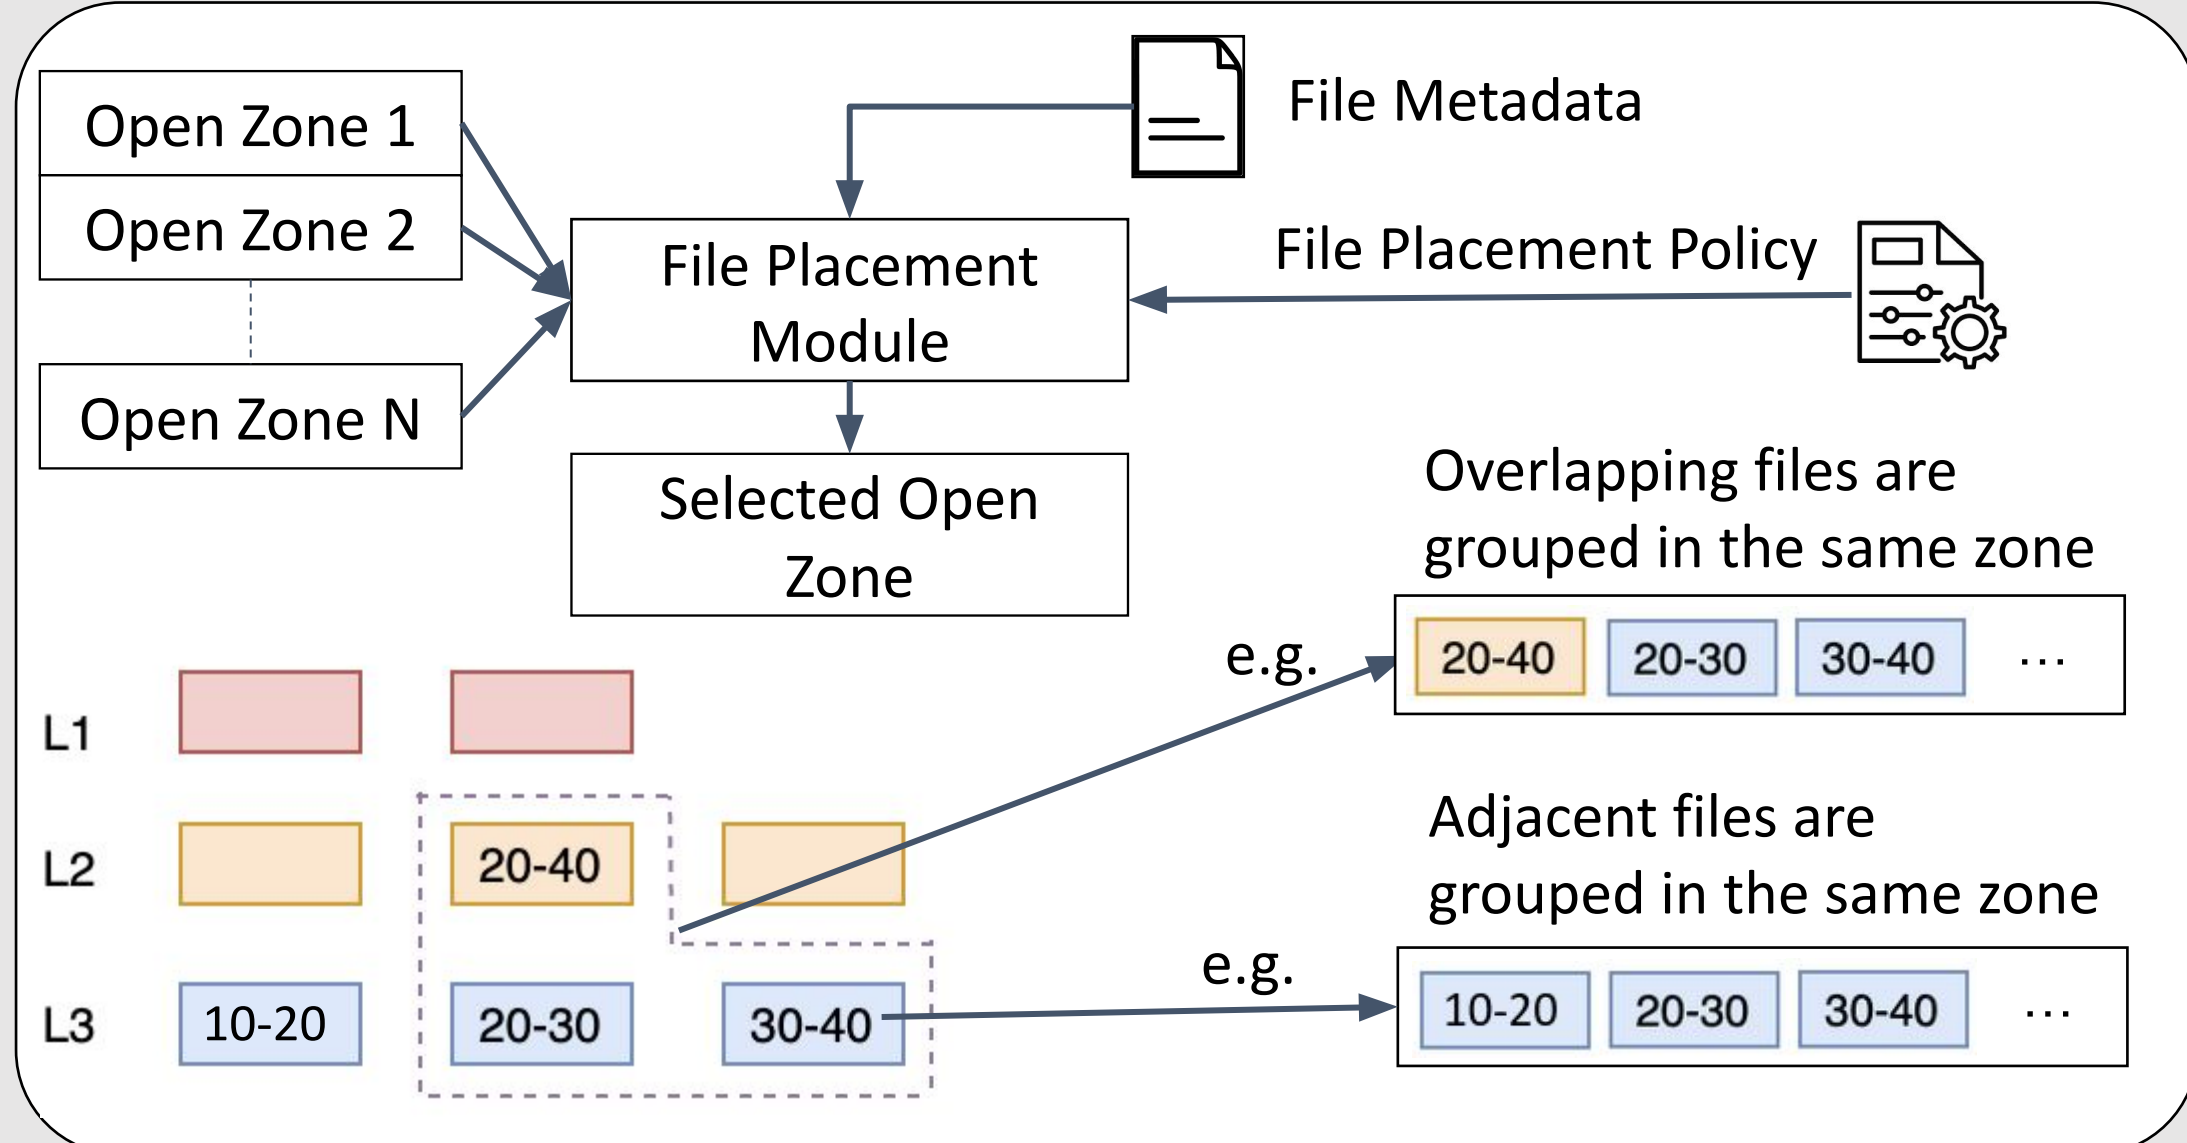 Open Zone 1
Open Zone 2
Open Zone N
File Metadata
File Placement Policy
File Placement
Module
Selected Open
Zone
Overlapping files are
grouped in the same zone
e.g.
20-40 20-30 30-40 ...
L1
L2 20-40
L3 10-20 20-30 30-40
Adjacent files are
grouped in the same zone
e.g.
10-20 20-30 30-40 ...